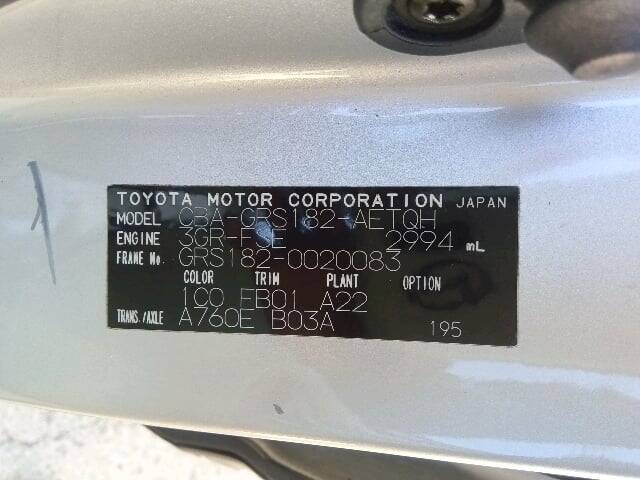 TOYOTA MOTOR CORPORATION JAPAN
MODEL CBA-GRS182-AETQH
ENGINE 3GR-FSE 2994 mL
FRAME No. GRS182-0020083
COLOR TRIM PLANT OPTION
1C0 FB01 A22
TRANS./AXLE A760E B03A 195